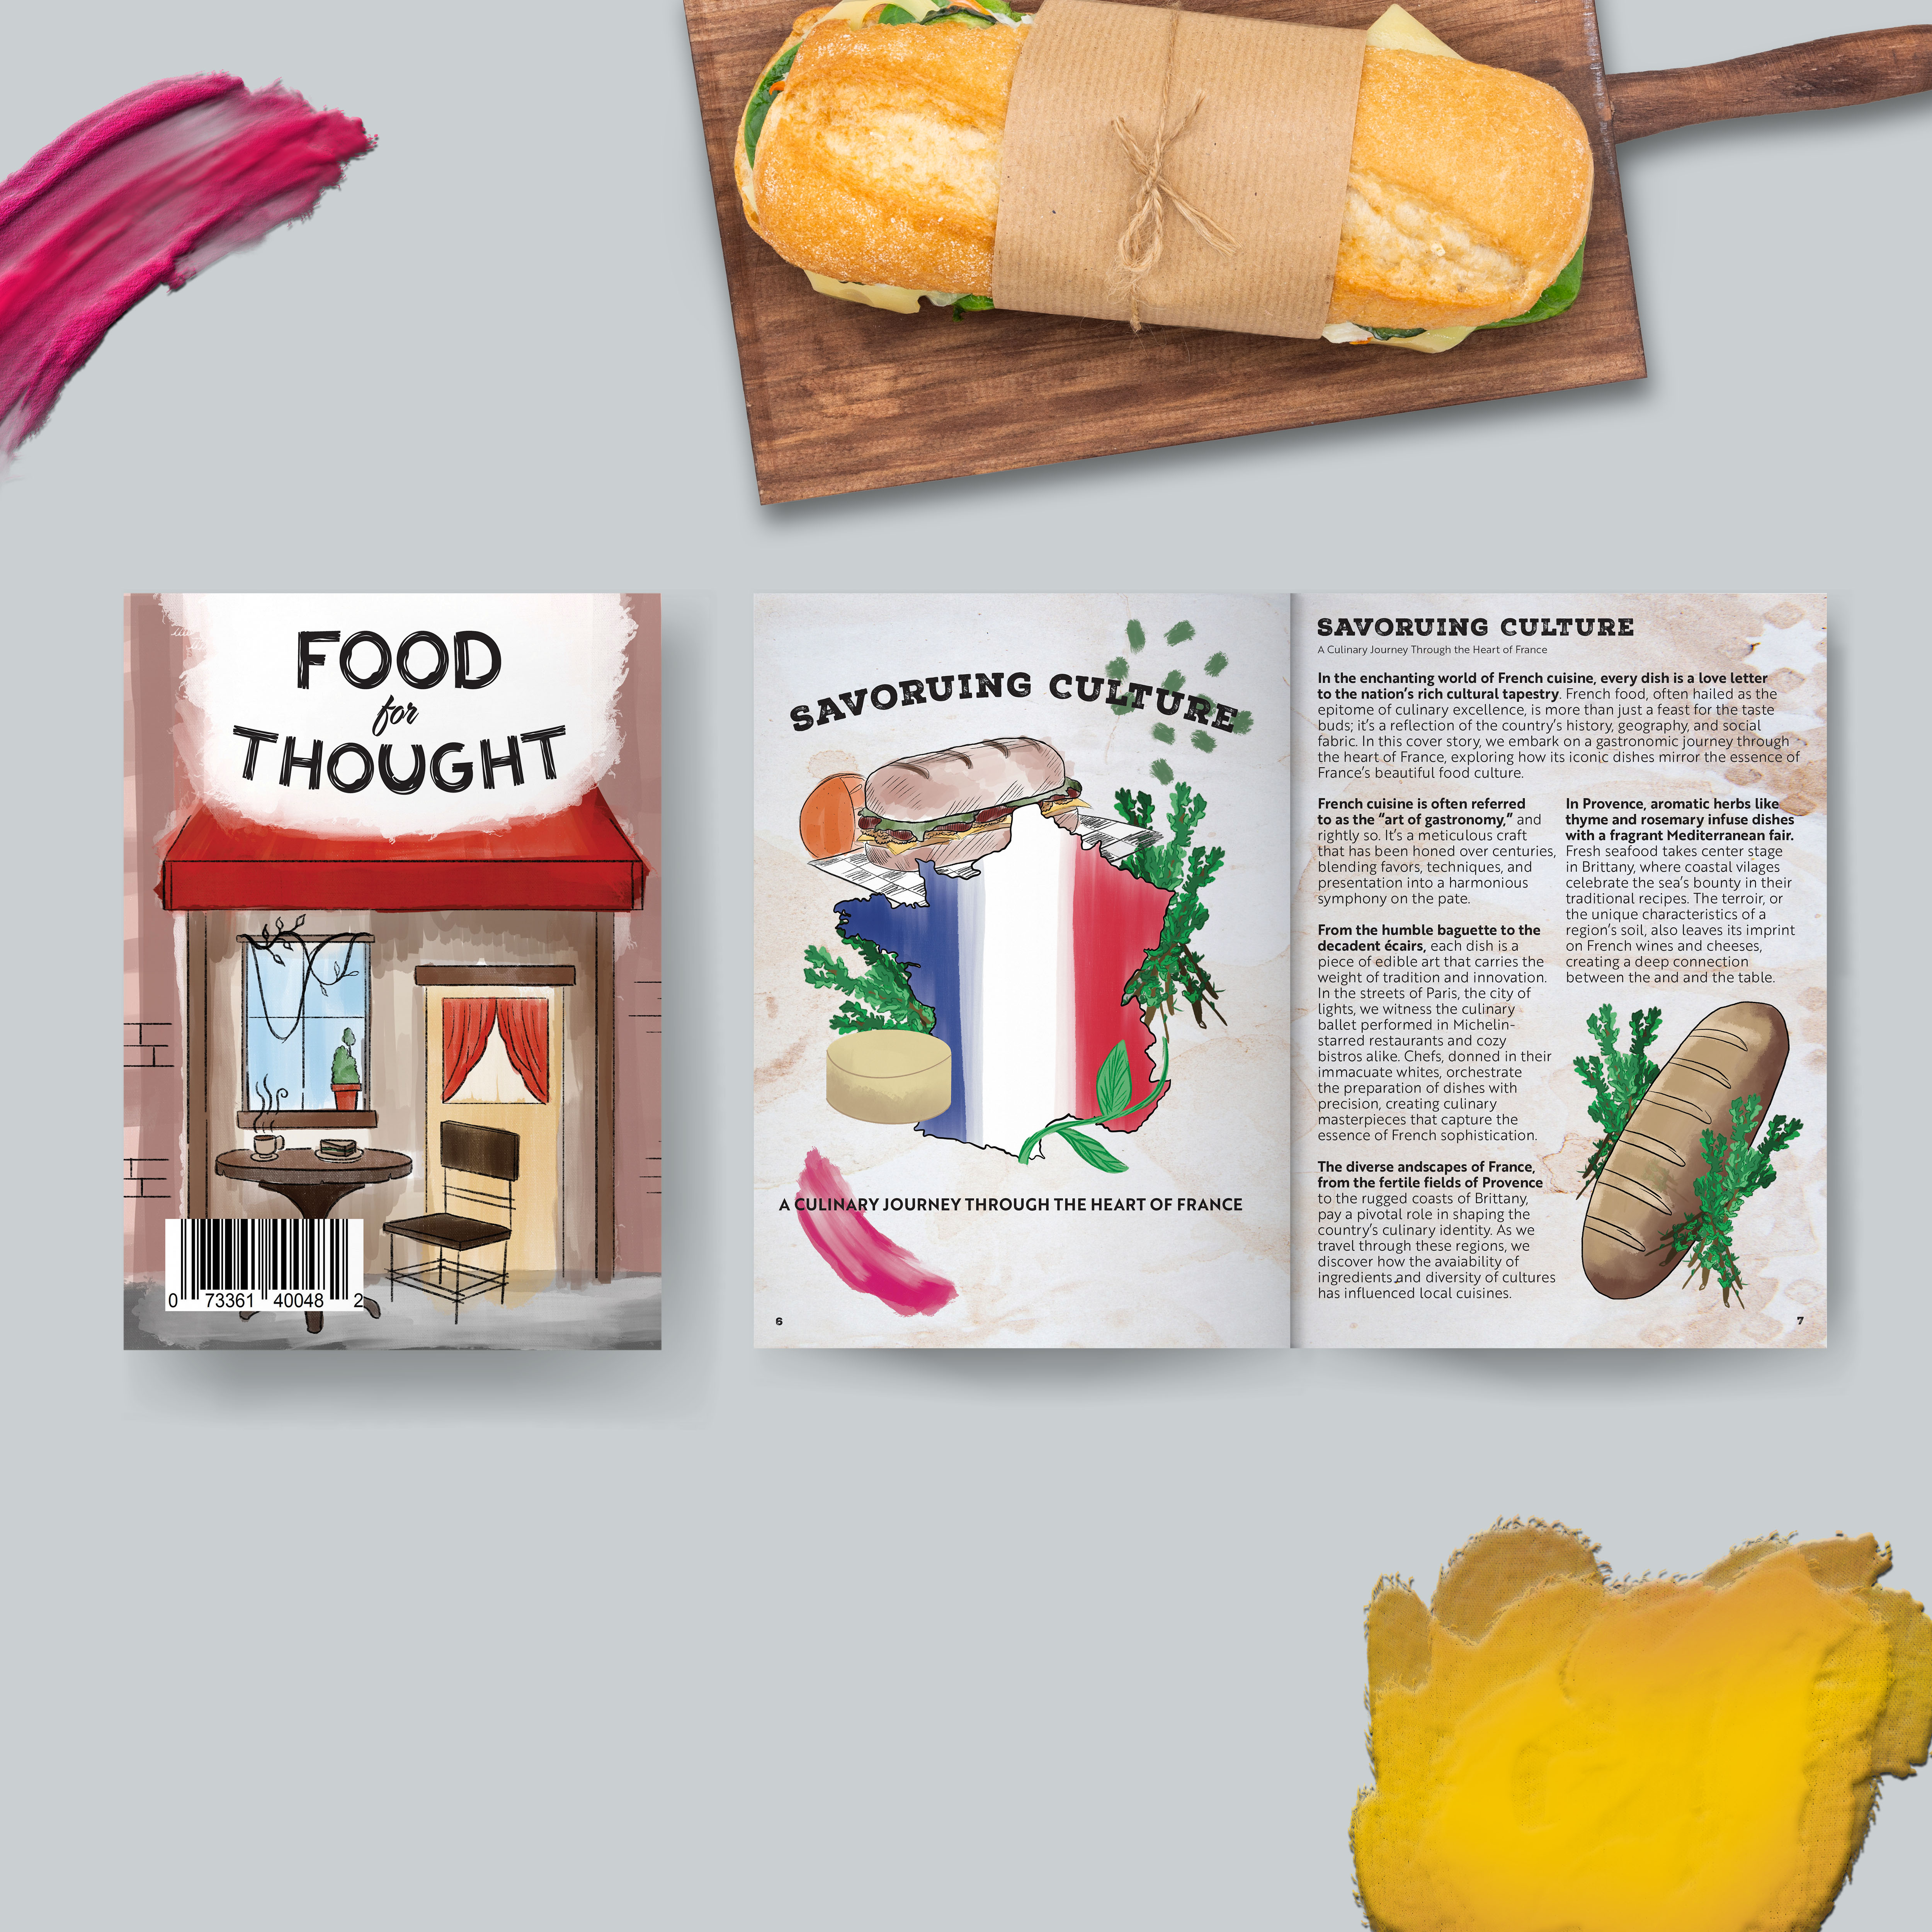 FOOD
for
THOUGHT
0 73361 40048 2
SAVORUING CULTURE
A CULINARY JOURNEY THROUGH THE HEART OF FRANCE
6
SAVORUING CULTURE
A Culinary Journey Through the Heart of France
In the enchanting world of French cuisine, every dish is a love letter
to the nation's rich cultural tapestry. French food, often hailed as the
epitome of culinary excellence, is more than just a feast for the taste
buds; it's a reflection of the country's history, geography, and social
fabric. In this cover story, we embark on a gastronomic journey through
the heart of France, exploring how its iconic dishes mirror the essence of
France's beautiful food culture.
French cuisine is often referred
to as the "art of gastronomy," and
rightly so. It's a meticulous craft
that has been honed over centuries,
blending favors, techniques, and
presentation into a harmonious
symphony on the pate.
From the humble baguette to the
decadent écairs, each dish is a
piece of edible art that carries the
weight of tradition and innovation.
In the streets of Paris, the city of
lights, we witness the culinary
ballet performed in Michelin-
starred restaurants and cozy
bistros alike. Chefs, donned in their
immacuate whites, orchestrate
the preparation of dishes with
precision, creating culinary
masterpieces that capture the
essence of French sophistication.
The diverse andscapes of France,
from the fertile fields of Provence
to the rugged coasts of Brittany,
pay a pivotal role in shaping the
country's culinary identity. As we
travel through these regions, we
discover how the avaiability of
ingredients and diversity of cultures
has influenced local cuisines.
In Provence, aromatic herbs like
thyme and rosemary infuse dishes
with a fragrant Mediterranean fair.
Fresh seafood takes center stage
in Brittany, where coastal vilages
celebrate the sea's bounty in their
traditional recipes. The terroir, or
the unique characteristics of a
region's soil, also leaves its imprint
on French wines and cheeses,
creating a deep connection
between the and and the table.
7